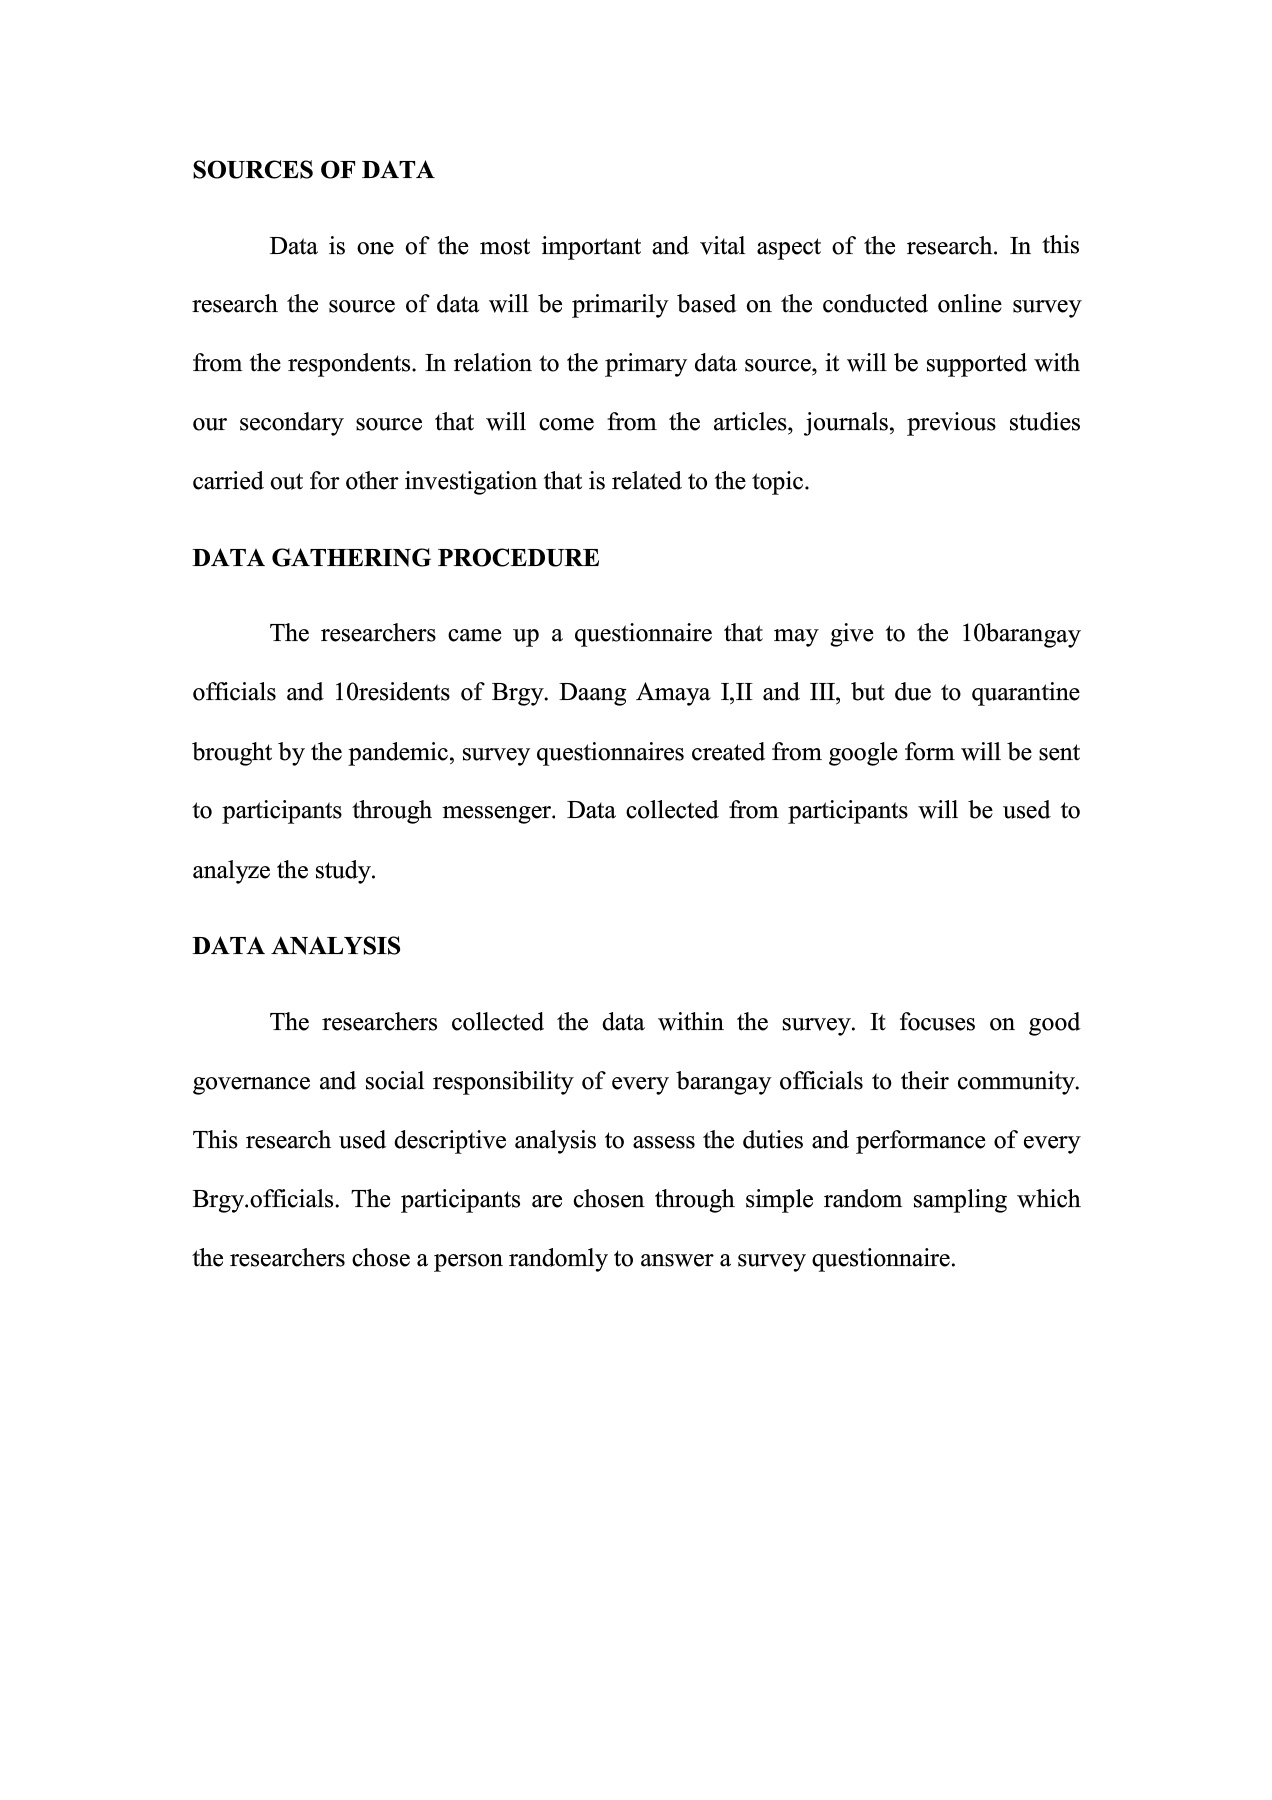 SOURCES OF DATA
Data is one of the most important and vital aspect of the research. In this
research the source of data will be primarily based on the conducted online survey
from the respondents. In relation to the primary data source, it will be supported with
our secondary source that will come from the articles, journals, previous studies
carried out for other investigation that is related to the topic.
DATA GATHERING PROCEDURE
The researchers came up a questionnaire that may give to the 10barangay
officials and 10residents of Brgy. Daang Amaya I,II and III, but due to quarantine
brought by the pandemic, survey questionnaires created from google form will be sent
to participants through messenger. Data collected from participants will be used to
analyze the study.
DATA ANALYSIS
The researchers collected the data within the survey. It focuses on good
governance and social responsibility of every barangay officials to their community.
This research used descriptive analysis to assess the duties and performance of every
Brgy.officials. The participants are chosen through simple random sampling which
the researchers chose a person randomly to answer a survey questionnaire.